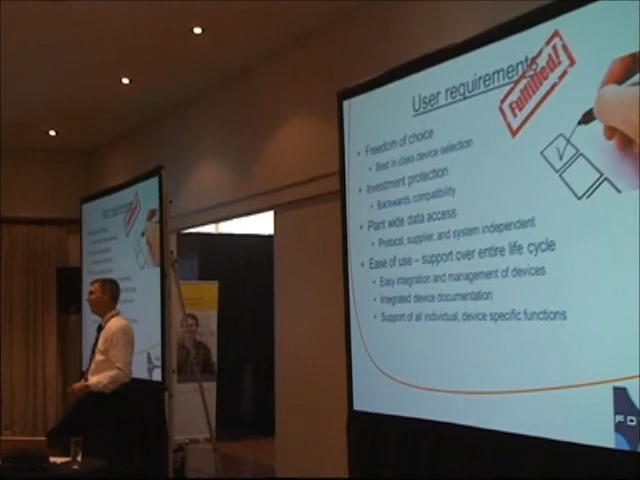 User requirements
Fulfilled!
• Freedom of choice
• Best in class device selection
• Investment protection
• Backwards compatibility
• Plant wide data access
• Protocol, supplier, and system independent
• Ease of use – support over entire life cycle
• Easy integration and management of devices
• Integrated device documentation
• Support of all individual, device specific functions
FD